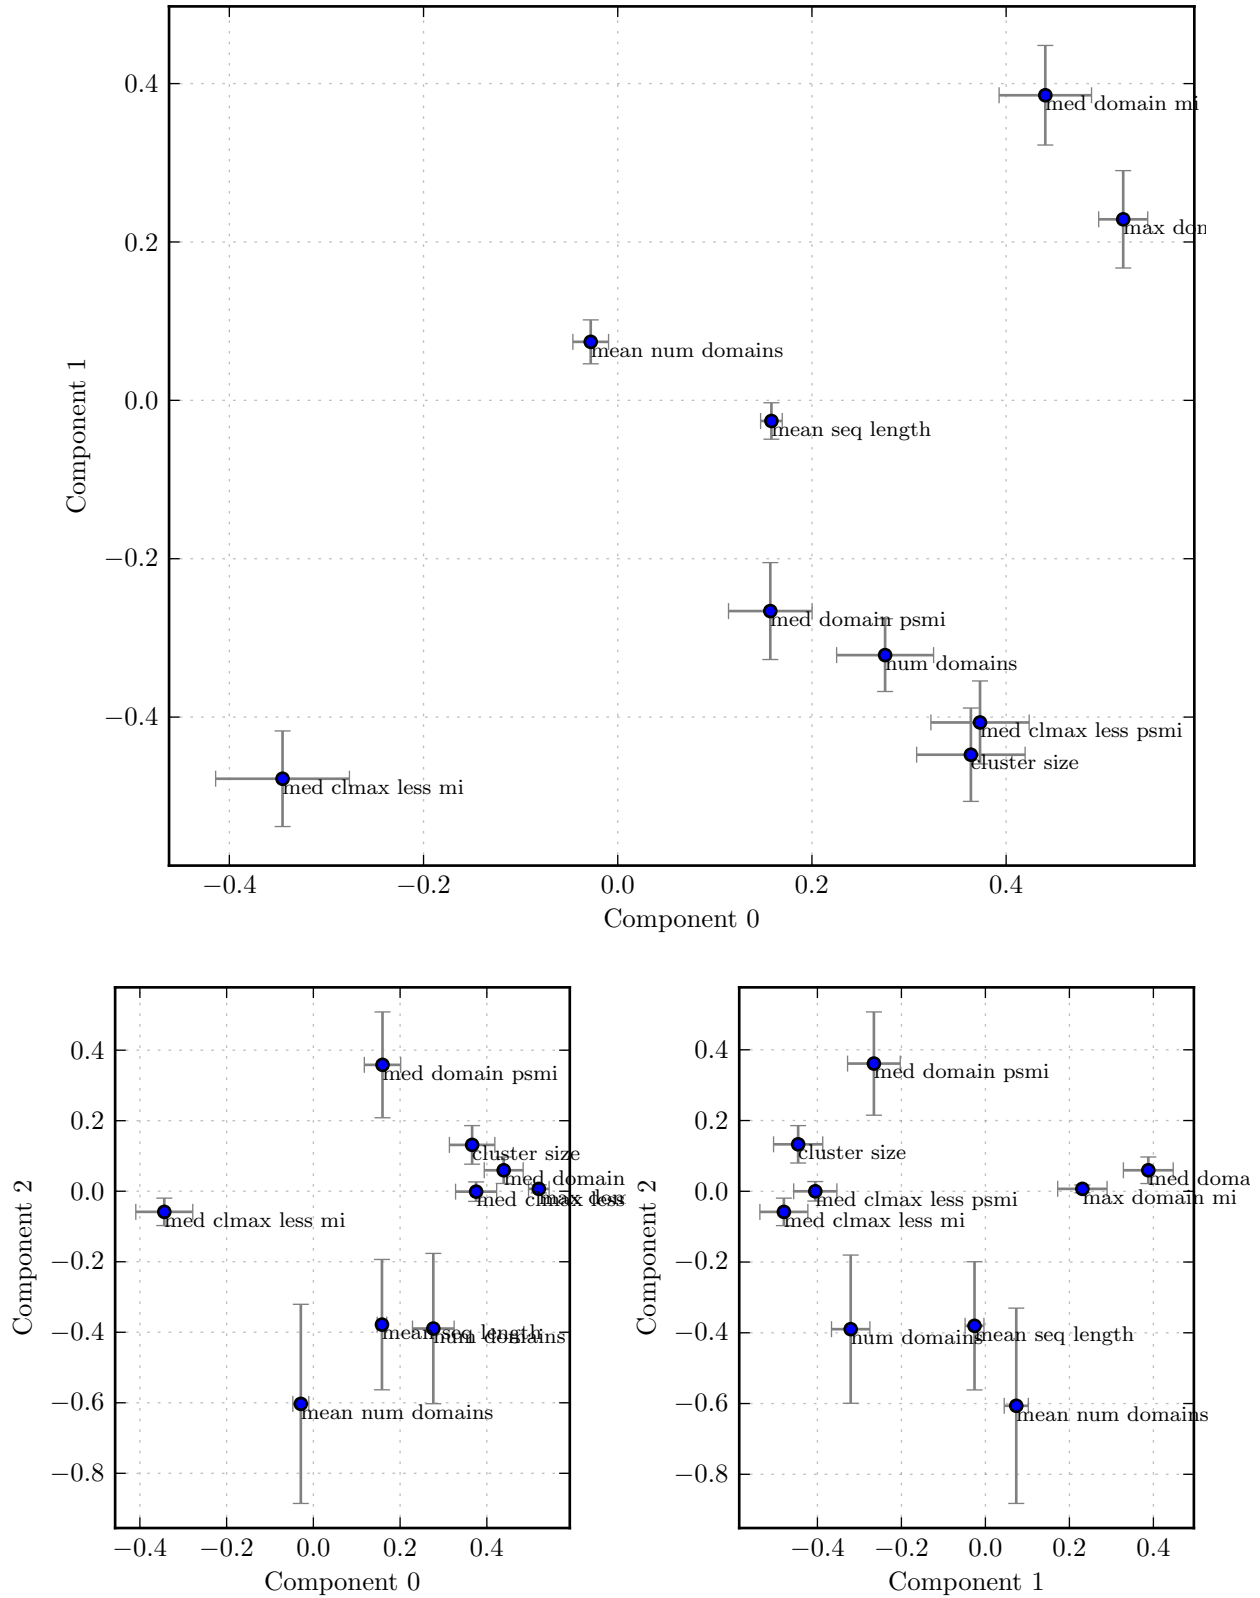 0.4
med domain mi
0.2
max dom
mean num domains
0.0
mean seq length
Component 1
−0.2
med domain psmi
num domains
−0.4
med clmax less psmi
cluster size
med clmax less mi
−0.4 −0.2 0.0 0.2 0.4
Component 0
0.4
med domain psmi
0.2
cluster size
med domain
0.0
max dom
med clmax less
med clmax less mi
Component 2
−0.2
−0.4
mean seq length
num domains
−0.6
mean num domains
−0.8
−0.4 −0.2 0.0 0.2 0.4
Component 0
0.4
med domain psmi
0.2
cluster size
med doma
0.0
max domain mi
med clmax less psmi
med clmax less mi
Component 2
−0.2
−0.4
num domains
mean seq length
−0.6
mean num domains
−0.8
−0.4 −0.2 0.0 0.2 0.4
Component 1